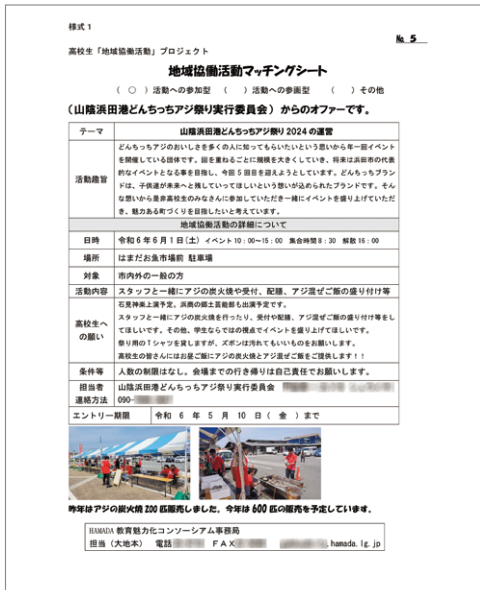 様式1
№ 5
高校生「地域協働活動」プロジェクト
地域協働活動マッチングシート
( ○ ) 活動への参加型 (  ) 活動への参画型 (  ) その他
(山陰浜田港どんちっちアジ祭り実行委員会) からのオファーです。
テーマ 山陰浜田港どんちっちアジ祭り2024の運営
活動趣旨
どんちっちアジのおいしさを多くの人に知ってもらいたいという思いから年一回イベント
を開催している団体です。回を重ねるごとに規模を大きくしていき、将来は浜田市の代表
的なイベントとなる事を目指し、今回5回目を迎えようとしています。どんちっちブラン
ドは、子供達が未来へと残していってほしいという想いが込められたブランドです。そん
な想いから是非高校生のみなさんに参加していただき一緒にイベントを盛り上げていただ
き、魅力ある町づくりを目指したいと考えています。
地域協働活動の詳細について
日時 令和6年6月1日(土) イベント10:00~15:00 集合時間8:30 解散16:00
場所 はまだお魚市場前 駐車場
対象 市内外の一般の方
活動内容 スタッフと一緒にアジの炭火焼や受付、配膳、アジ混ぜご飯の盛り付け等
高校生へ
の願い
石見神楽上演予定。浜商の郷土芸能部も出演予定です。
スタッフと一緒にアジの炭火焼を行ったり、受付や配膳、アジ混ぜご飯の盛り付け等をし
てほしいです。その他、学生ならではの視点でイベントを盛り上げてほしいです。
祭り用のTシャツを貸しますが、ズボンは汚れてもいいものをお願いします。
高校生の皆さんにはお昼ご飯にアジの炭火焼とアジ混ぜご飯をご提供します!!
条件等 人数の制限はなし。会場までの行き帰りは自己責任でお願いします。
担当者 山陰浜田港どんちっちアジ祭り実行委員会
連絡方法 090-
エントリー期限 令和 6 年 5 月 10 日 ( 金 ) まで
昨年はアジの炭火焼200匹販売しました。今年は600匹の販売を予定しています。
HAMADA 教育魅力化コンソーシアム事務局
担当(大地本) 電話 FAX .hamada.lg.jp